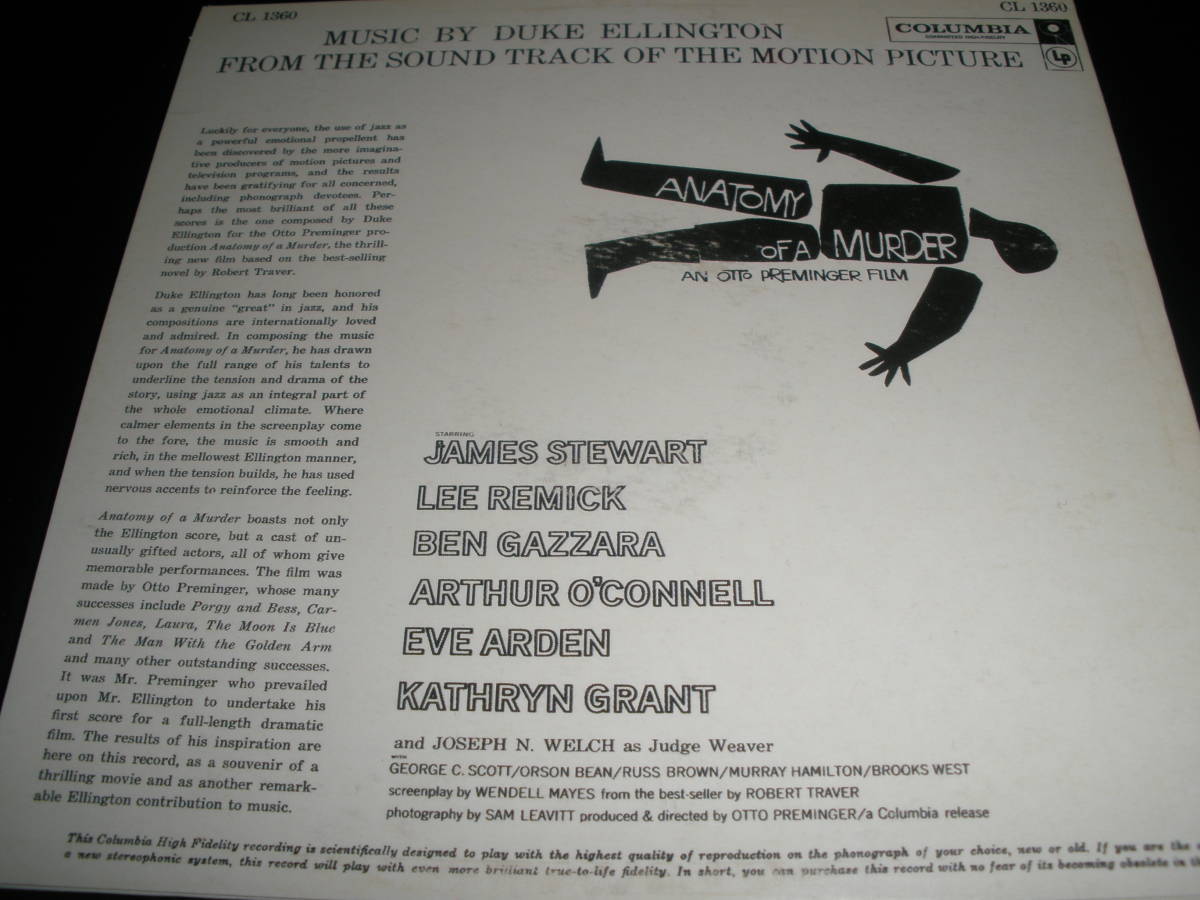 CL 1360
CL 1360
MUSIC BY DUKE ELLINGTON
FROM THE SOUND TRACK OF THE MOTION PICTURE
COLUMBIA
GUARANTEED HIGH-FIDELITY
LP
Luckily for everyone, the use of jazz as
a powerful emotional propellent has
been discovered by the more imagina-
tive producers of motion pictures and
television programs, and the results
have been gratifying for all concerned,
including phonograph devotees. Per-
haps the most brilliant of all these
scores is the one composed by Duke
Ellington for the Otto Preminger pro-
duction Anatomy of a Murder, the thrill-
ing new film based on the best-selling
novel by Robert Traver.
Duke Ellington has long been honored
as a genuine "great" in jazz, and his
compositions are internationally loved
and admired. In composing the music
for Anatomy of a Murder, he has drawn
upon the full range of his talents to
underline the tension and drama of the
story, using jazz as an integral part of
the whole emotional climate. Where
calmer elements in the screenplay come
to the fore, the music is smooth and
rich, in the mellowest Ellington manner,
and when the tension builds, he has used
nervous accents to reinforce the feeling.
Anatomy of a Murder boasts not only
the Ellington score, but a cast of un-
usually gifted actors, all of whom give
memorable performances. The film was
made by Otto Preminger, whose many
successes include Porgy and Bess, Car-
men Jones, Laura, The Moon Is Blue
and The Man With the Golden Arm
and many other outstanding successes.
It was Mr. Preminger who prevailed
upon Mr. Ellington to undertake his
first score for a full-length dramatic
film. The results of his inspiration are
here on this record, as a souvenir of a
thrilling movie and as another remark-
able Ellington contribution to music.
ANATOMY
OF A MURDER
AN OTTO PREMINGER FILM
STARRING
JAMES STEWART
LEE REMICK
BEN GAZZARA
ARTHUR O'CONNELL
EVE ARDEN
KATHRYN GRANT
and JOSEPH N. WELCH as Judge Weaver
WITH
GEORGE C. SCOTT/ORSON BEAN/RUSS BROWN/MURRAY HAMILTON/BROOKS WEST
screenplay by WENDELL MAYES from the best-seller by ROBERT TRAVER
photography by SAM LEAVITT produced & directed by OTTO PREMINGER/a Columbia release
This Columbia High Fidelity recording is scientifically designed to play with the highest quality of reproduction on the phonograph of your choice, new or old. If you are the
a new stereophonic system, this record will play with even more brilliant true-to-life fidelity. In short, you can purchase this record with no fear of its becoming obsolete in